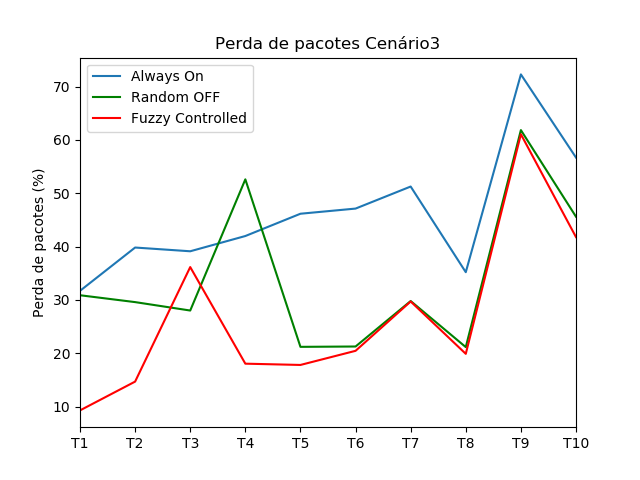 Perda de pacotes Cenário3
Always On
Random OFF
Fuzzy Controlled
Perda de pacotes (%)
70
60
50
40
30
20
10
T1 T2 T3 T4 T5 T6 T7 T8 T9 T10